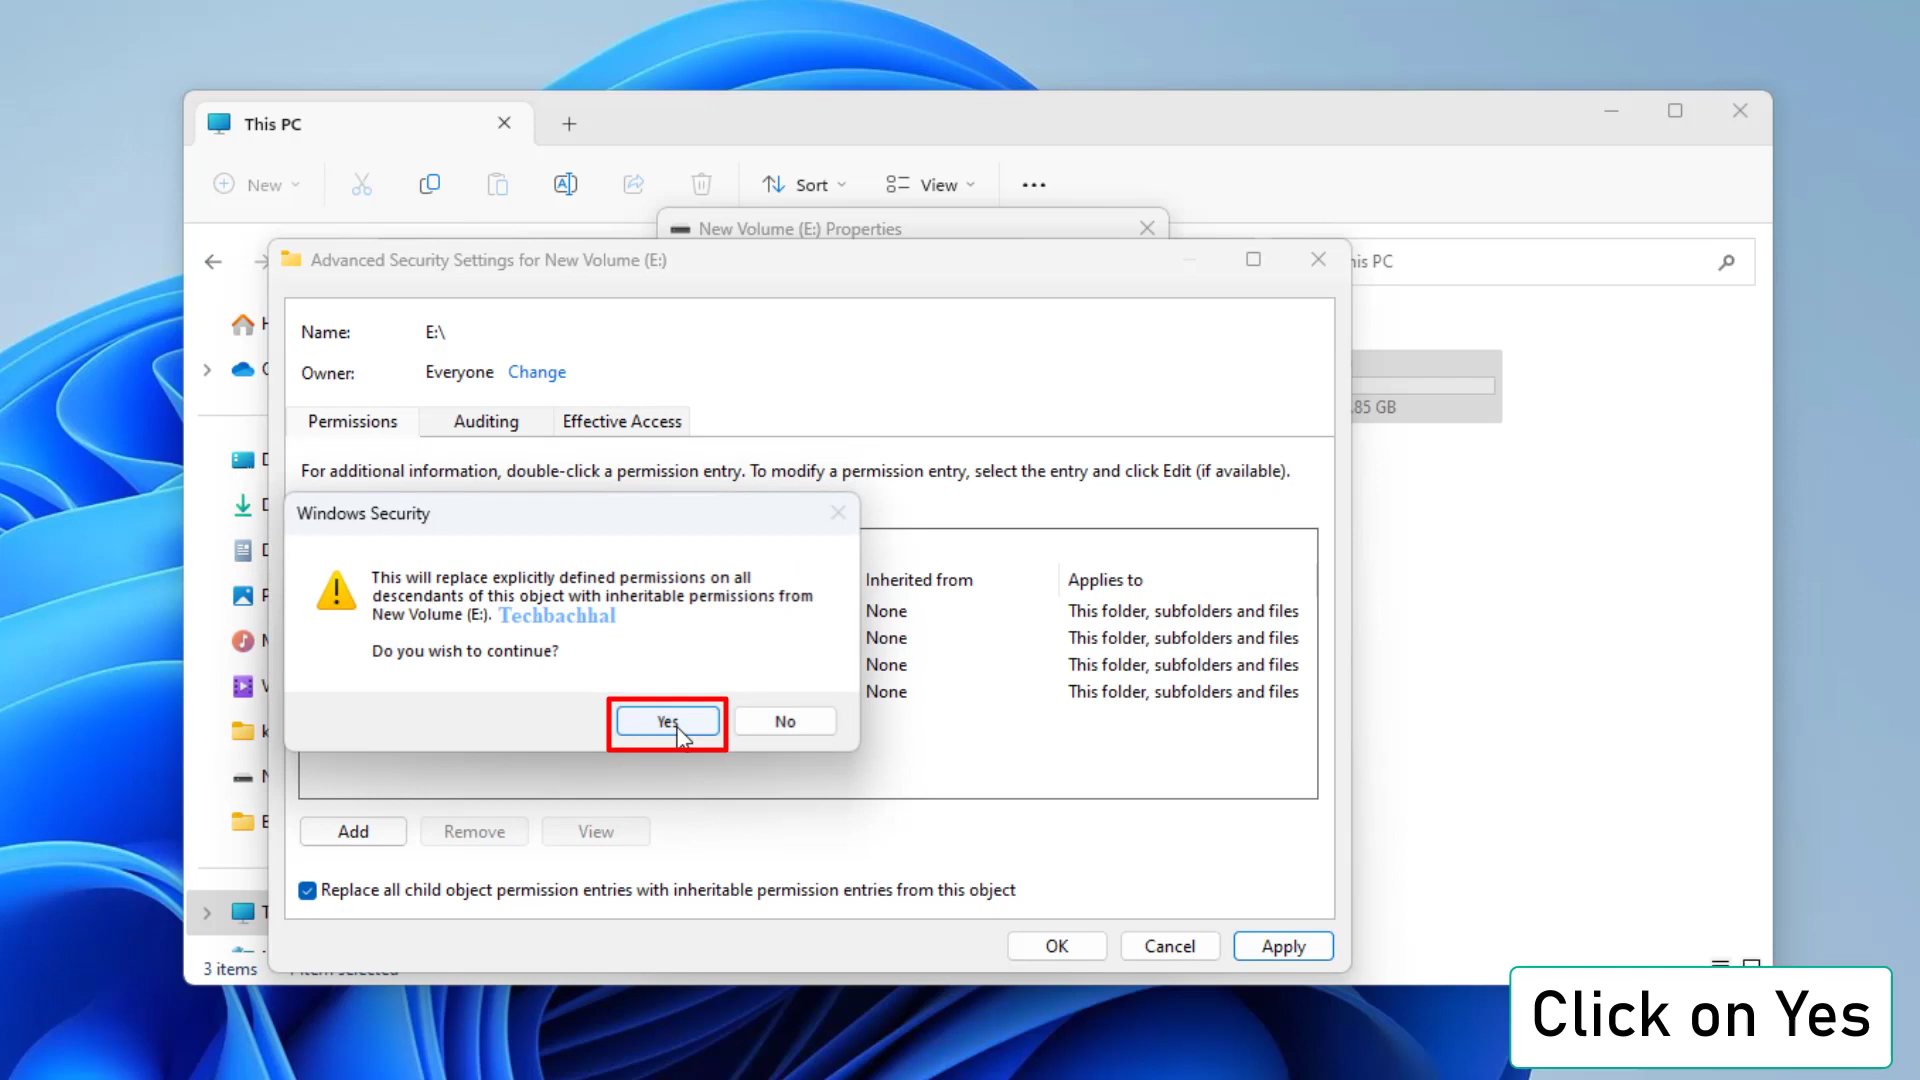 This PC
New
Sort
View
New Volume (E:) Properties
Advanced Security Settings for New Volume (E:)
his PC
Name:
E:\
Owner:
Everyone Change
.85 GB
Permissions
Auditing
Effective Access
For additional information, double-click a permission entry. To modify a permission entry, select the entry and click Edit (if available).
Windows Security
This will replace explicitly defined permissions on all
descendants of this object with inheritable permissions from
New Volume (E:). Techbachhal
Do you wish to continue?
Yes
No
Inherited from
Applies to
None
This folder, subfolders and files
None
This folder, subfolders and files
None
This folder, subfolders and files
None
This folder, subfolders and files
Add
Remove
View
Replace all child object permission entries with inheritable permission entries from this object
OK
Cancel
Apply
3 items
Click on Yes